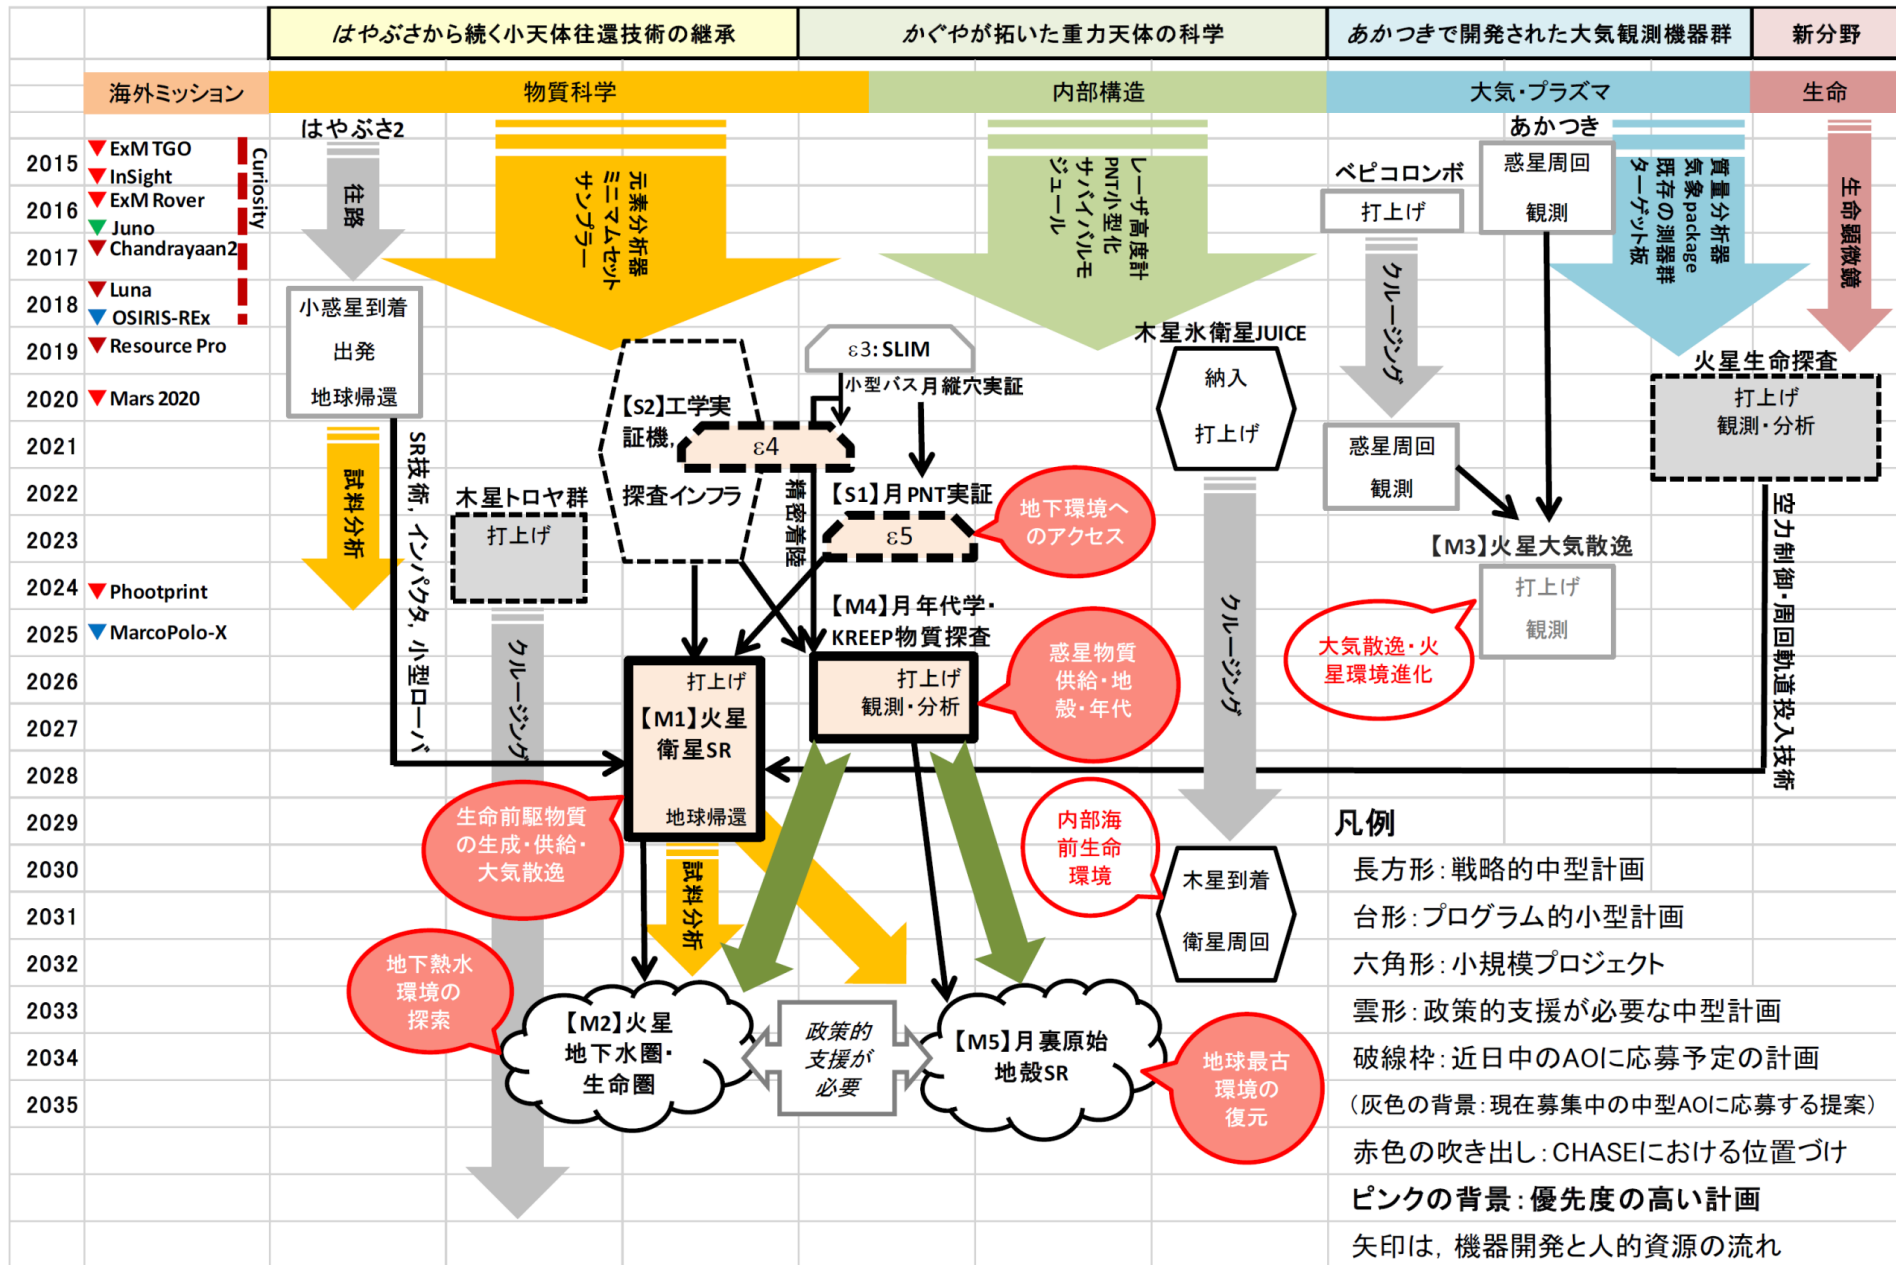 はやぶさから続く小天体往還技術の継承
かぐやが拓いた重力天体の科学
あかつきで開発された大気観測機器群
新分野
海外ミッション
物質科学
内部構造
大気・プラズマ
生命
2015
2016
2017
2018
2019
2020
2021
2022
2023
2024
2025
2026
2027
2028
2029
2030
2031
2032
2033
2034
2035
ExM TGO
InSight
ExM Rover
Juno
Chandrayaan2
Luna
OSIRIS-REx
Resource Pro
Mars 2020
Phootprint
MarcoPolo-X
Curiosity
はやぶさ2
往路
小惑星到着
出発
地球帰還
試料分析
SR技術，インパクタ，小型ローバ
木星トロヤ群
打上げ
クルージング
元素分析器
ミニマムセット
サンプラー
【S2】工学実
証機，
探査インフラ
ε4
ε3：SLIM
小型バス
月縦穴実証
精密着陸
【S1】月PNT実証
ε5
地下環境へ
のアクセス
レーザ高度計
PNT小型化
サバイバルモ
ジュール
木星氷衛星JUICE
納入
打上げ
クルージング
木星到着
衛星周回
内部海
前生命
環境
【M4】月年代学・
KREEP物質探査
打上げ
観測・分析
惑星物質
供給・地
殻・年代
打上げ
【M1】火星
衛星SR
地球帰還
生命前駆物質
の生成・供給・
大気散逸
試料分析
地下熱水
環境の
探索
【M2】火星
地下水圏・
生命圏
政策的
支援が
必要
【M5】月裏原始
地殻SR
地球最古
環境の
復元
ベピコロンボ
打上げ
クルージング
惑星周回
観測
あかつき
惑星周回
観測
質量分析器
気象package
既存の測器群
ターゲット板
【M3】火星大気散逸
打上げ
観測
大気散逸・火
星環境進化
生命顕微鏡
火星生命探査
打上げ
観測・分析
空力制御・周回軌道投入技術
凡例
長方形：戦略的中型計画
台形：プログラム的小型計画
六角形：小規模プロジェクト
雲形：政策的支援が必要な中型計画
破線枠：近日中のAOに応募予定の計画
（灰色の背景：現在募集中の中型AOに応募する提案）
赤色の吹き出し：CHASEにおける位置づけ
ピンクの背景：優先度の高い計画
矢印は，機器開発と人的資源の流れ